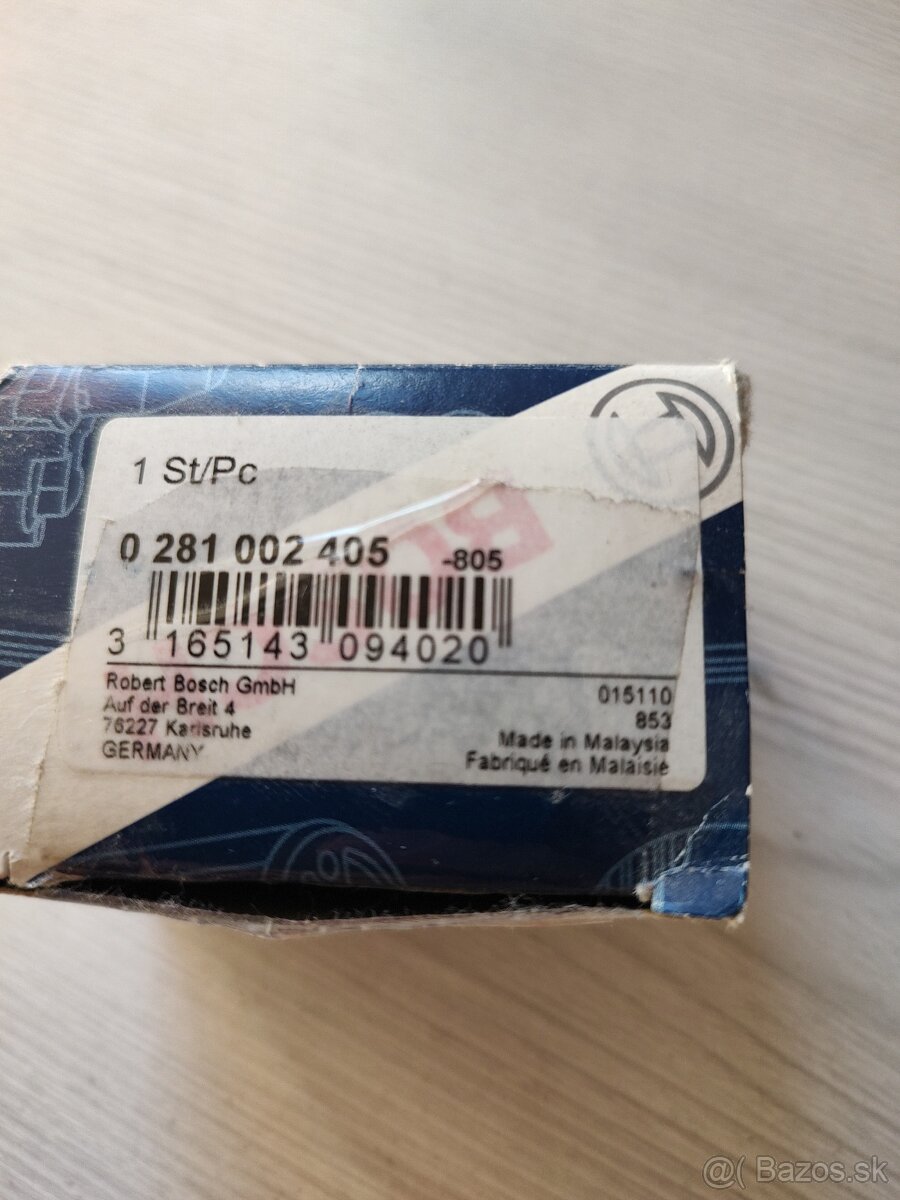 1 St/Pc
0 281 002 405 -805
3 165143 094020
Robert Bosch GmbH
Auf der Breit 4
76227 Karlsruhe
GERMANY
015110
853
Made in Malaysia
Fabriqué en Malaisie
@( Bazos.sk